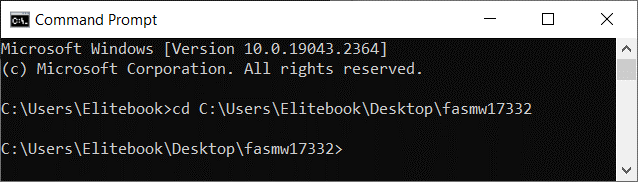 Command Prompt
Microsoft Windows [Version 10.0.19043.2364]
(c) Microsoft Corporation. All rights reserved.
C:\Users\Elitebook>cd C:\Users\Elitebook\Desktop\fasmw17332
C:\Users\Elitebook\Desktop\fasmw17332>